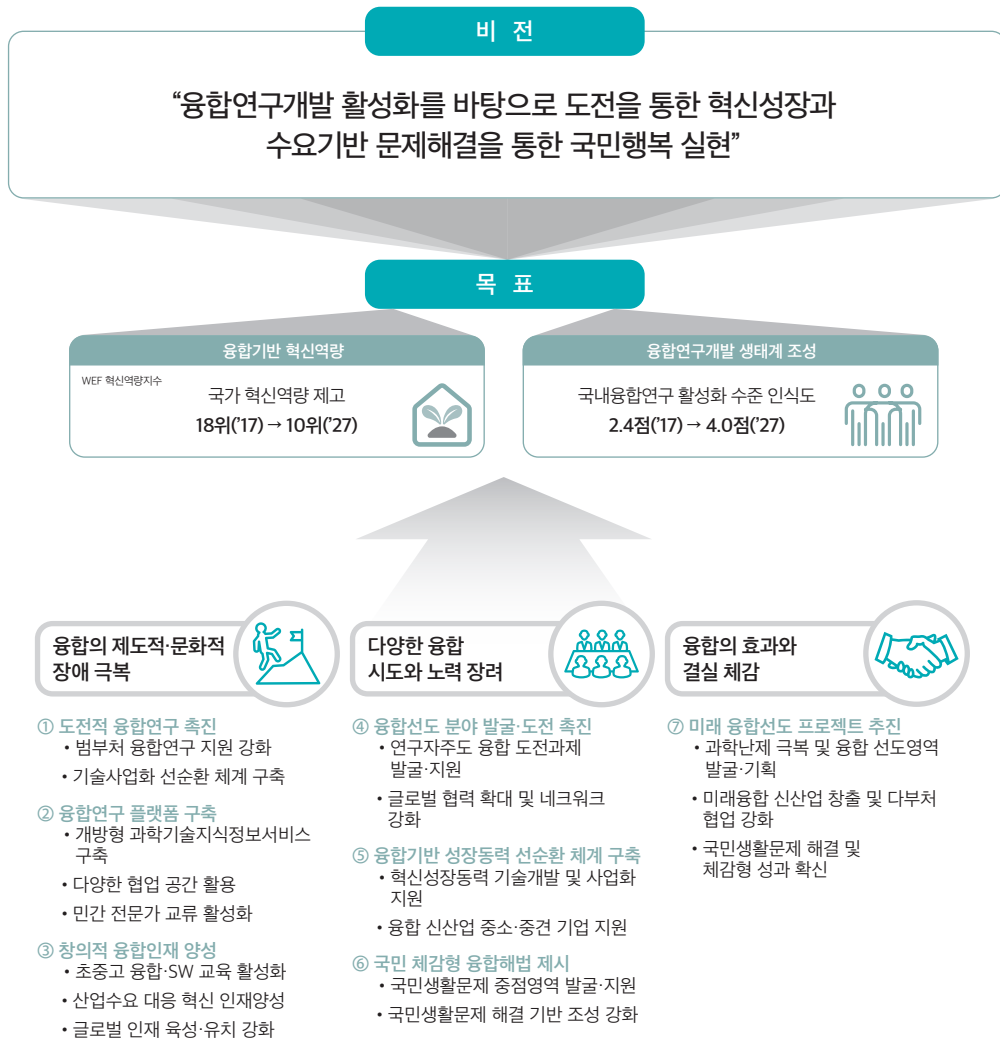 비 전
“융합연구개발 활성화를 바탕으로 도전을 통한 혁신성장과
수요기반 문제해결을 통한 국민행복 실현”
목 표
융합기반 혁신역량
WEF 혁신역량지수
국가 혁신역량 제고
18위('17) → 10위('27)
융합연구개발 생태계 조성
국내융합연구 활성화 수준 인식도
2.4점('17) → 4.0점('27)
융합의 제도적·문화적
장애 극복
① 도전적 융합연구 촉진
• 범부처 융합연구 지원 강화
• 기술사업화 선순환 체계 구축
② 융합연구 플랫폼 구축
• 개방형 과학기술지식정보서비스
구축
• 다양한 협업 공간 활용
• 민간 전문가 교류 활성화
③ 창의적 융합인재 양성
• 초중고 융합·SW 교육 활성화
• 산업수요 대응 혁신 인재양성
• 글로벌 인재 육성·유치 강화
다양한 융합
시도와 노력 장려
④ 융합선도 분야 발굴·도전 촉진
• 연구자주도 융합 도전과제
발굴·지원
• 글로벌 협력 확대 및 네크워크
강화
⑤ 융합기반 성장동력 선순환 체계 구축
• 혁신성장동력 기술개발 및 사업화
지원
• 융합 신산업 중소·중견 기업 지원
⑥ 국민 체감형 융합해법 제시
• 국민생활문제 중점영역 발굴·지원
• 국민생활문제 해결 기반 조성 강화
융합의 효과와
결실 체감
⑦ 미래 융합선도 프로젝트 추진
• 과학난제 극복 및 융합 선도영역
발굴·기획
• 미래융합 신산업 창출 및 다부처
협업 강화
• 국민생활문제 해결 및
체감형 성과 확신